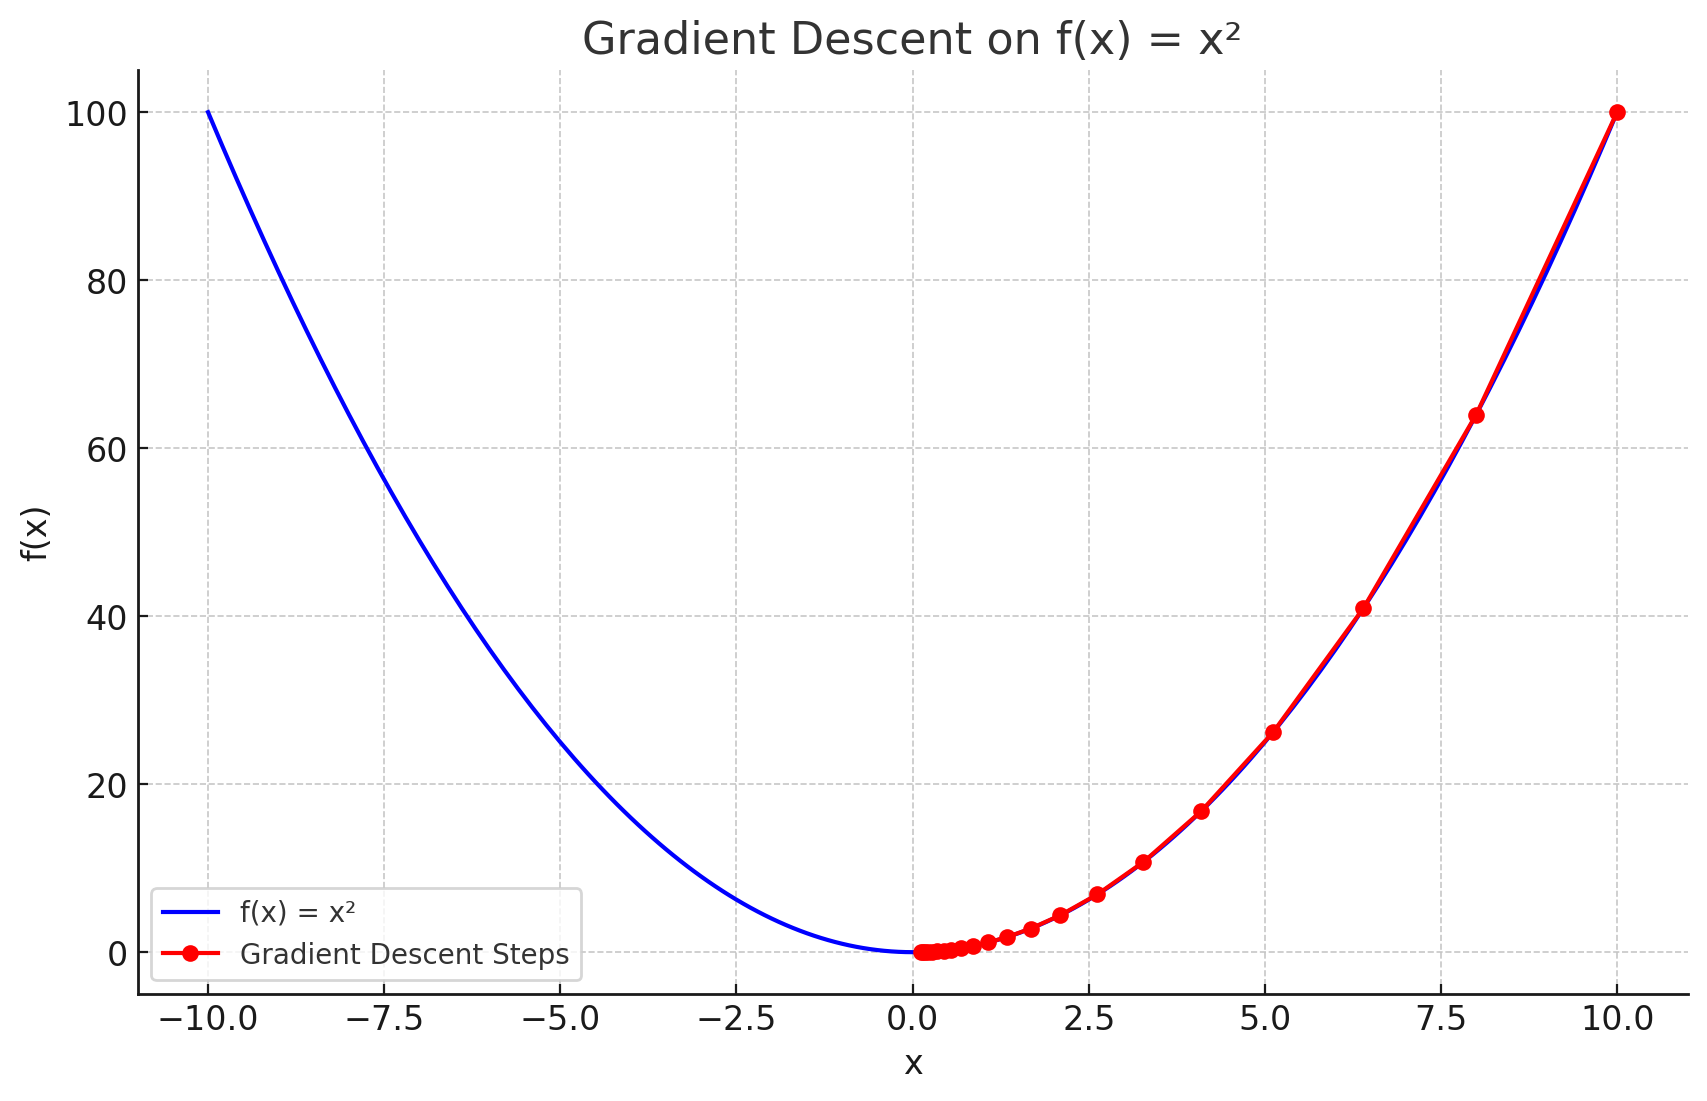 Gradient Descent on f(x) = x²
100
80
60
40
20
0
f(x)
f(x) = x²
Gradient Descent Steps
−10.0 −7.5 −5.0 −2.5 0.0 2.5 5.0 7.5 10.0
x